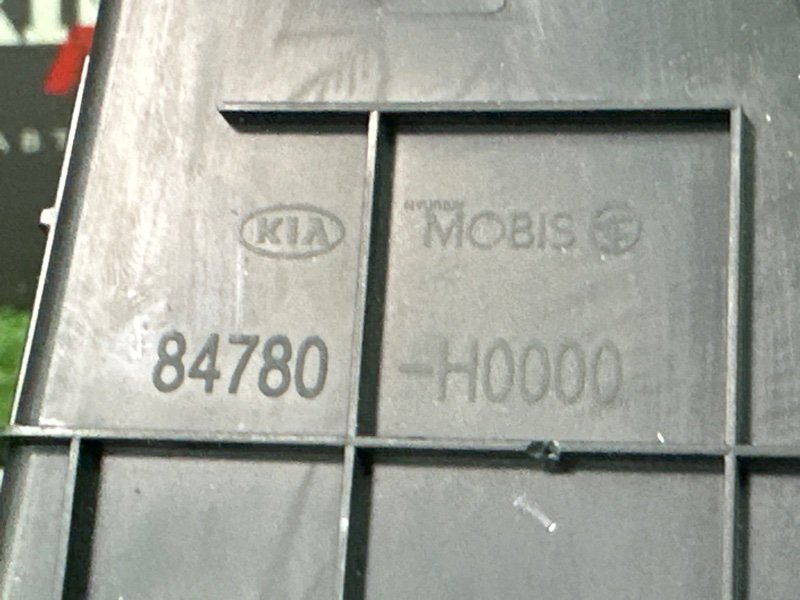 KIA
HYUNDAI
MOBIS
84780-H0000